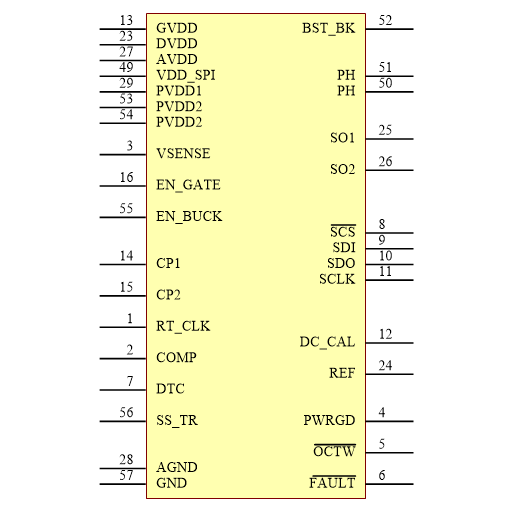 13 GVDD BST_BK 52
23 DVDD
27 AVDD
49 VDD_SPI PH 51
29 PVDD1 PH 50
53 PVDD2
54 PVDD2
SO1 25
3 VSENSE
SO2 26
16 EN_GATE
55 EN_BUCK
SCS 8
SDI 9
14 CP1 SDO 10
SCLK 11
15 CP2
1 RT_CLK
DC_CAL 12
2 COMP
REF 24
7 DTC
56 SS_TR PWRGD 4
OCTW 5
28 AGND
57 GND FAULT 6